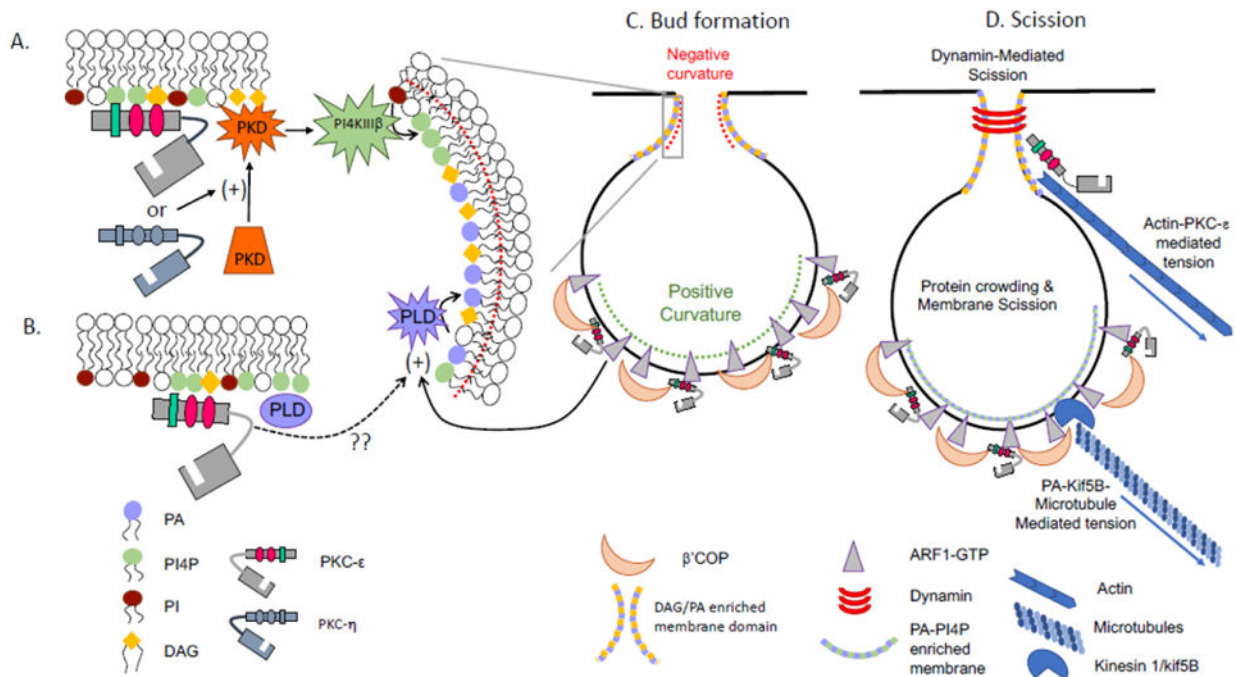 A.
PKD
PI4KIIIβ
or
(+)
PKD
B.
PLD
??
PLD
(+)
C. Bud formation
Negative
curvature
Positive
Curvature
D. Scission
Dynamin-Mediated
Scission
Actin-PKC-ε
mediated
tension
Protein crowding &
Membrane Scission
PA-Kif5B-
Microtubule
Mediated tension
PA
PI4P
PI
DAG
PKC-ε
PKC-η
β'COP
DAG/PA enriched
membrane domain
ARF1-GTP
Dynamin
PA-PI4P
enriched
membrane
Actin
Microtubules
Kinesin 1/kif5B